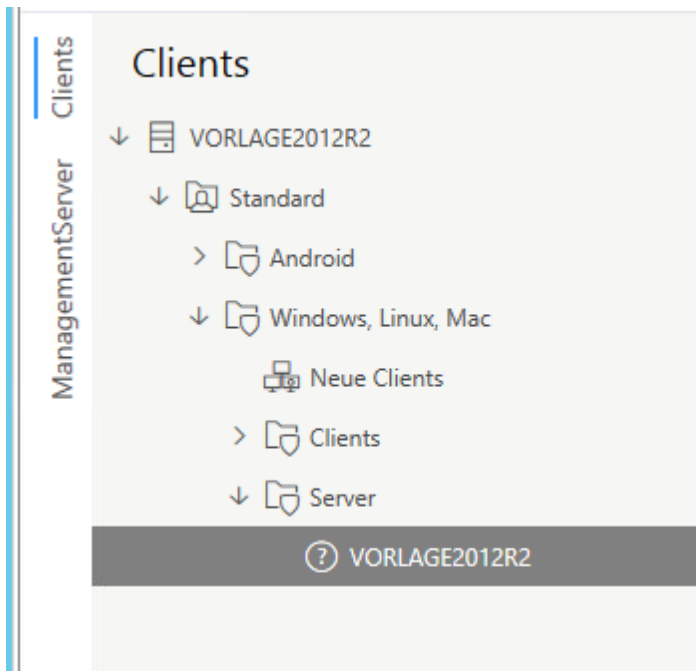 Clients
ManagementServer
Clients
VORLAGE2012R2
Standard
Android
Windows, Linux, Mac
Neue Clients
Clients
Server
VORLAGE2012R2